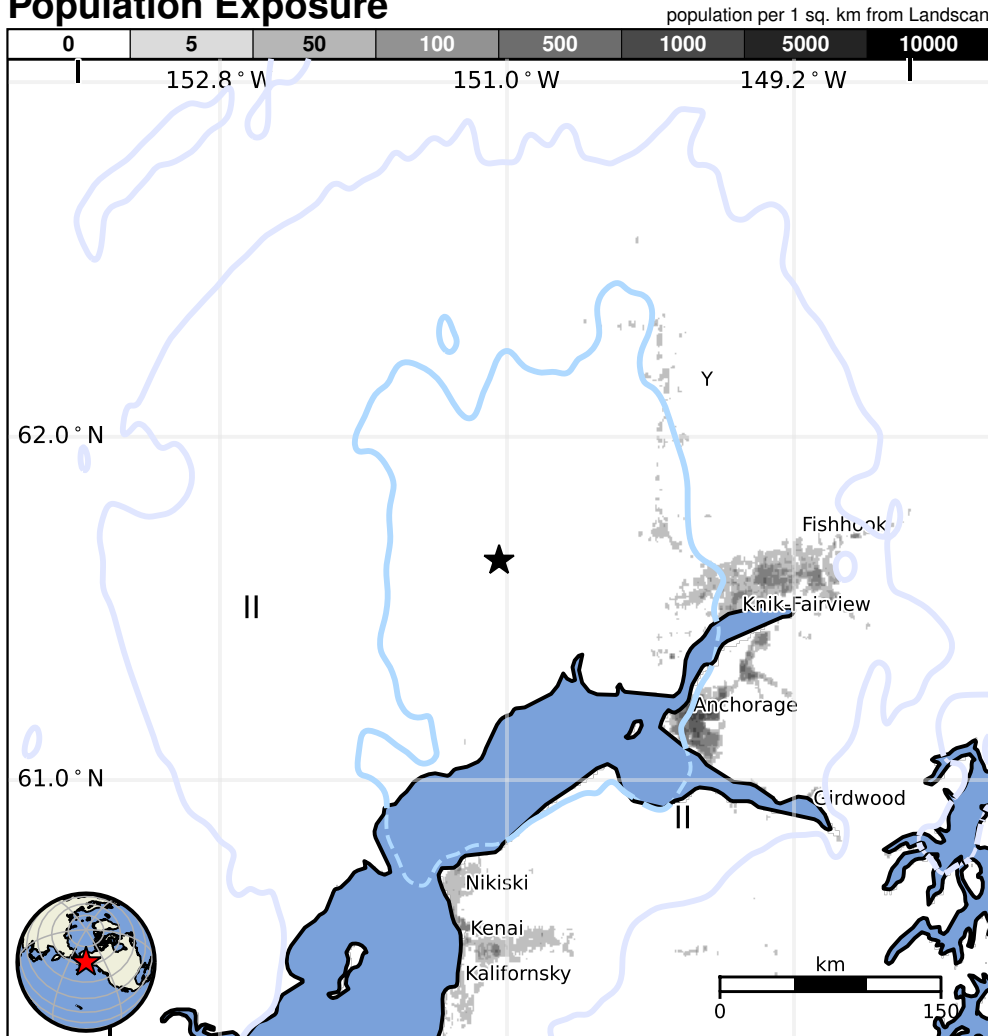 Population Exposure
population per 1 sq. km from Landscan
0 5 50 100 500 1000 5000 10000
152.8°W 151.0°W 149.2°W
Y
62.0°N
Fishhook
II
Knik-Fairview
Anchorage
61.0°N
Girdwood
II
Nikiski
Kenai
Kalifornsky
km
0 150